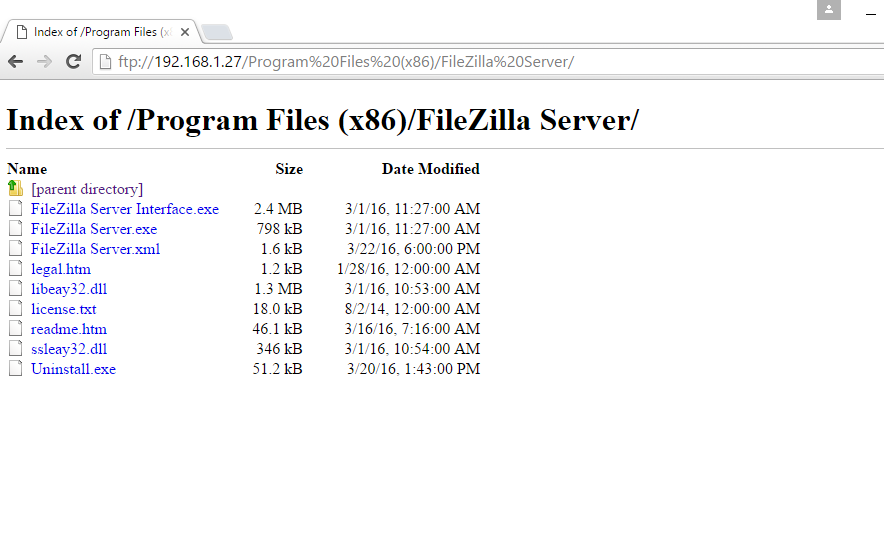 Index of /Program Files (x
ftp://192.168.1.27/Program%20Files%20(x86)/FileZilla%20Server/
Index of /Program Files (x86)/FileZilla Server/
Name Size Date Modified
[parent directory]
FileZilla Server Interface.exe 2.4 MB 3/1/16, 11:27:00 AM
FileZilla Server.exe 798 kB 3/1/16, 11:27:00 AM
FileZilla Server.xml 1.6 kB 3/22/16, 6:00:00 PM
legal.htm 1.2 kB 1/28/16, 12:00:00 AM
libeay32.dll 1.3 MB 3/1/16, 10:53:00 AM
license.txt 18.0 kB 8/2/14, 12:00:00 AM
readme.htm 46.1 kB 3/16/16, 7:16:00 AM
ssleay32.dll 346 kB 3/1/16, 10:54:00 AM
Uninstall.exe 51.2 kB 3/20/16, 1:43:00 PM